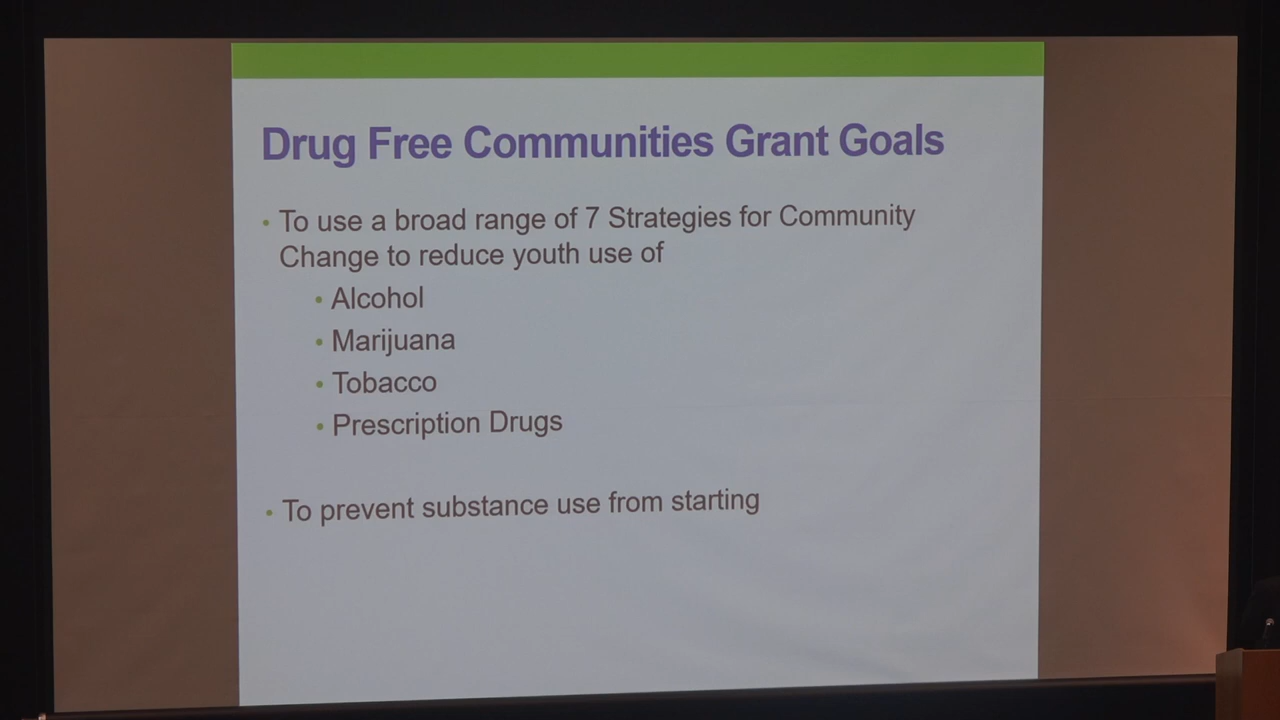 Drug Free Communities Grant Goals
• To use a broad range of 7 Strategies for Community
Change to reduce youth use of
• Alcohol
• Marijuana
• Tobacco
• Prescription Drugs
• To prevent substance use from starting